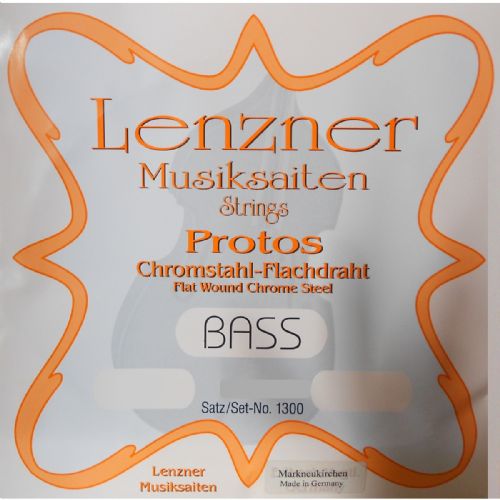 Lenzner
Musiksaiten
Strings
Protos
Chromstahl-Flachdraht
Flat Wound Chrome Steel
BASS
Satz/Set-No. 1300
Lenzner
Musiksaiten
Markneukirchen
Made in Germany